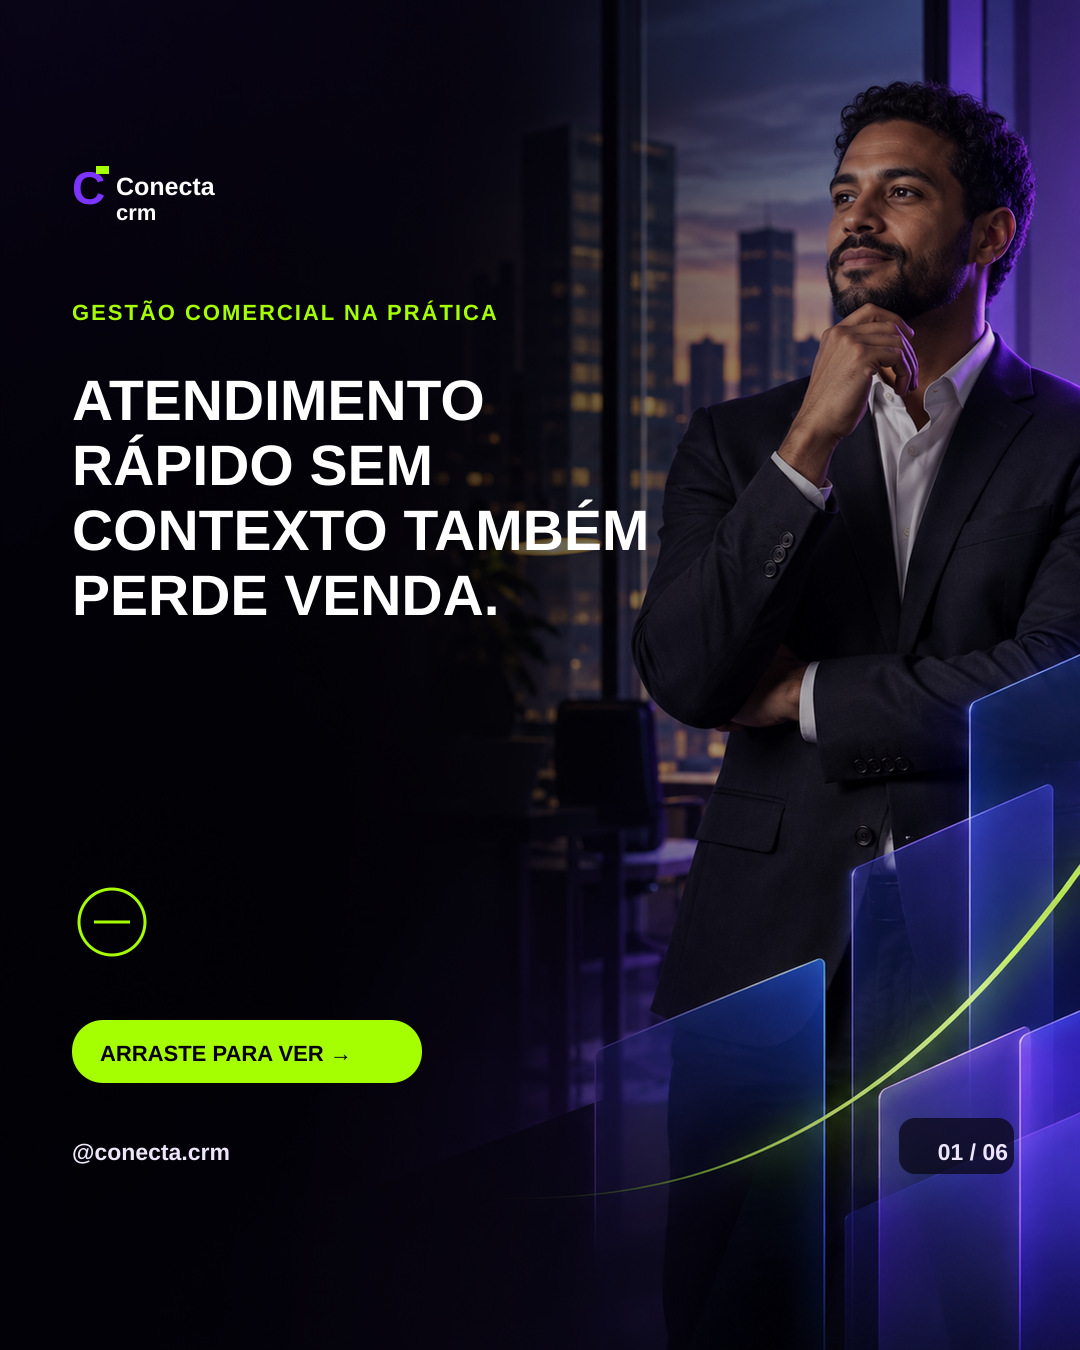 Conecta
crm
GESTÃO COMERCIAL NA PRÁTICA
ATENDIMENTO
RÁPIDO SEM
CONTEXTO TAMBÉM
PERDE VENDA.
ARRASTE PARA VER →
@conecta.crm
01 / 06